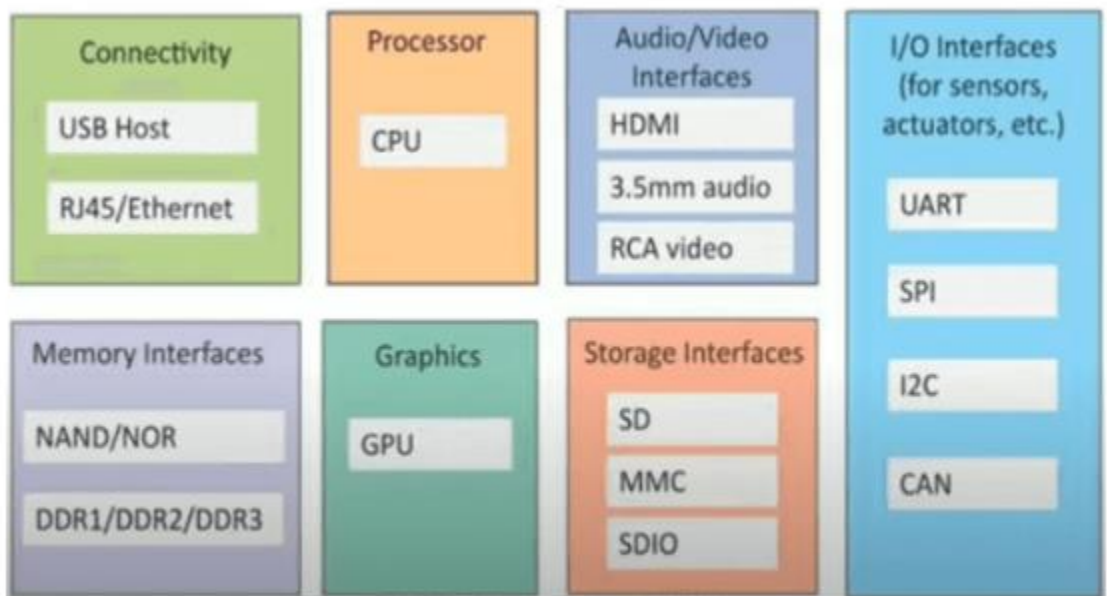 Connectivity
USB Host
RJ45/Ethernet
Processor
CPU
Audio/Video
Interfaces
HDMI
3.5mm audio
RCA video
I/O Interfaces
(for sensors,
actuators, etc.)
UART
SPI
I2C
CAN
Memory Interfaces
NAND/NOR
DDR1/DDR2/DDR3
Graphics
GPU
Storage Interfaces
SD
MMC
SDIO